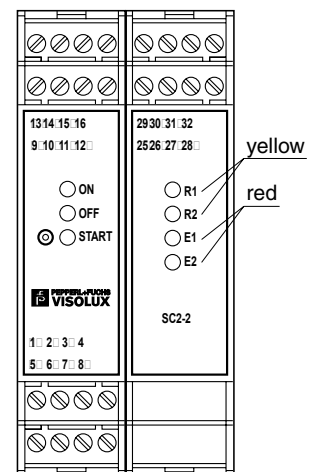 13 14 15 16
9 10 11 12
ON
OFF
START
PEPPERL+FUCHS
VISOLUX
1 2 3 4
5 6 7 8
29 30 31 32
25 26 27 28
R1
R2
E1
E2
SC2-2
yellow
red